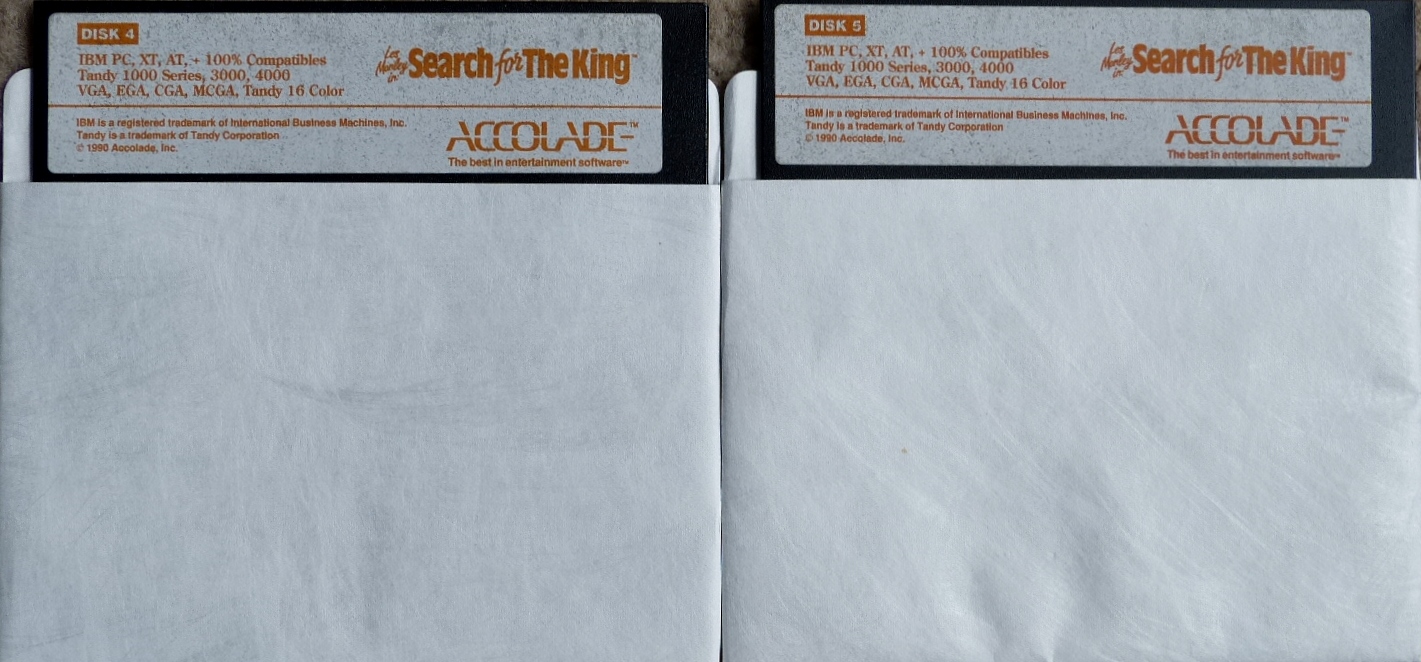 DISK 4
IBM PC, XT, AT, + 100% Compatibles
Tandy 1000 Series, 3000, 4000
VGA, EGA, CGA, MCGA, Tandy 16 Color
Les
Manley
in:
Search for The King™
IBM is a registered trademark of International Business Machines, Inc.
Tandy is a trademark of Tandy Corporation
© 1990 Accolade, Inc.
ACCOLADE™
The best in entertainment software™
DISK 5
IBM PC, XT, AT, + 100% Compatibles
Tandy 1000 Series, 3000, 4000
VGA, EGA, CGA, MCGA, Tandy 16 Color
Les
Manley
in:
Search for The King™
IBM is a registered trademark of International Business Machines, Inc.
Tandy is a trademark of Tandy Corporation
© 1990 Accolade, Inc.
ACCOLADE™
The best in entertainment software™